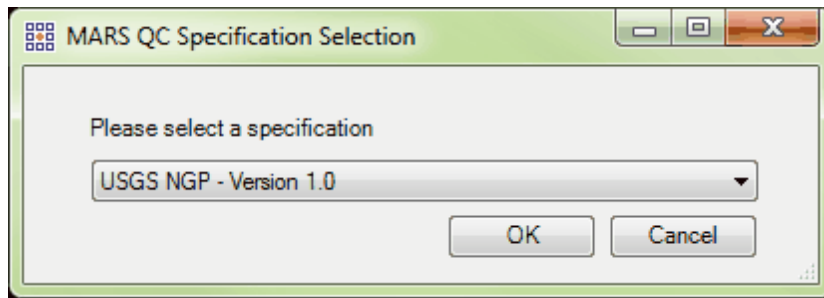 MARS QC Specification Selection
Please select a specification
USGS NGP - Version 1.0
OK Cancel